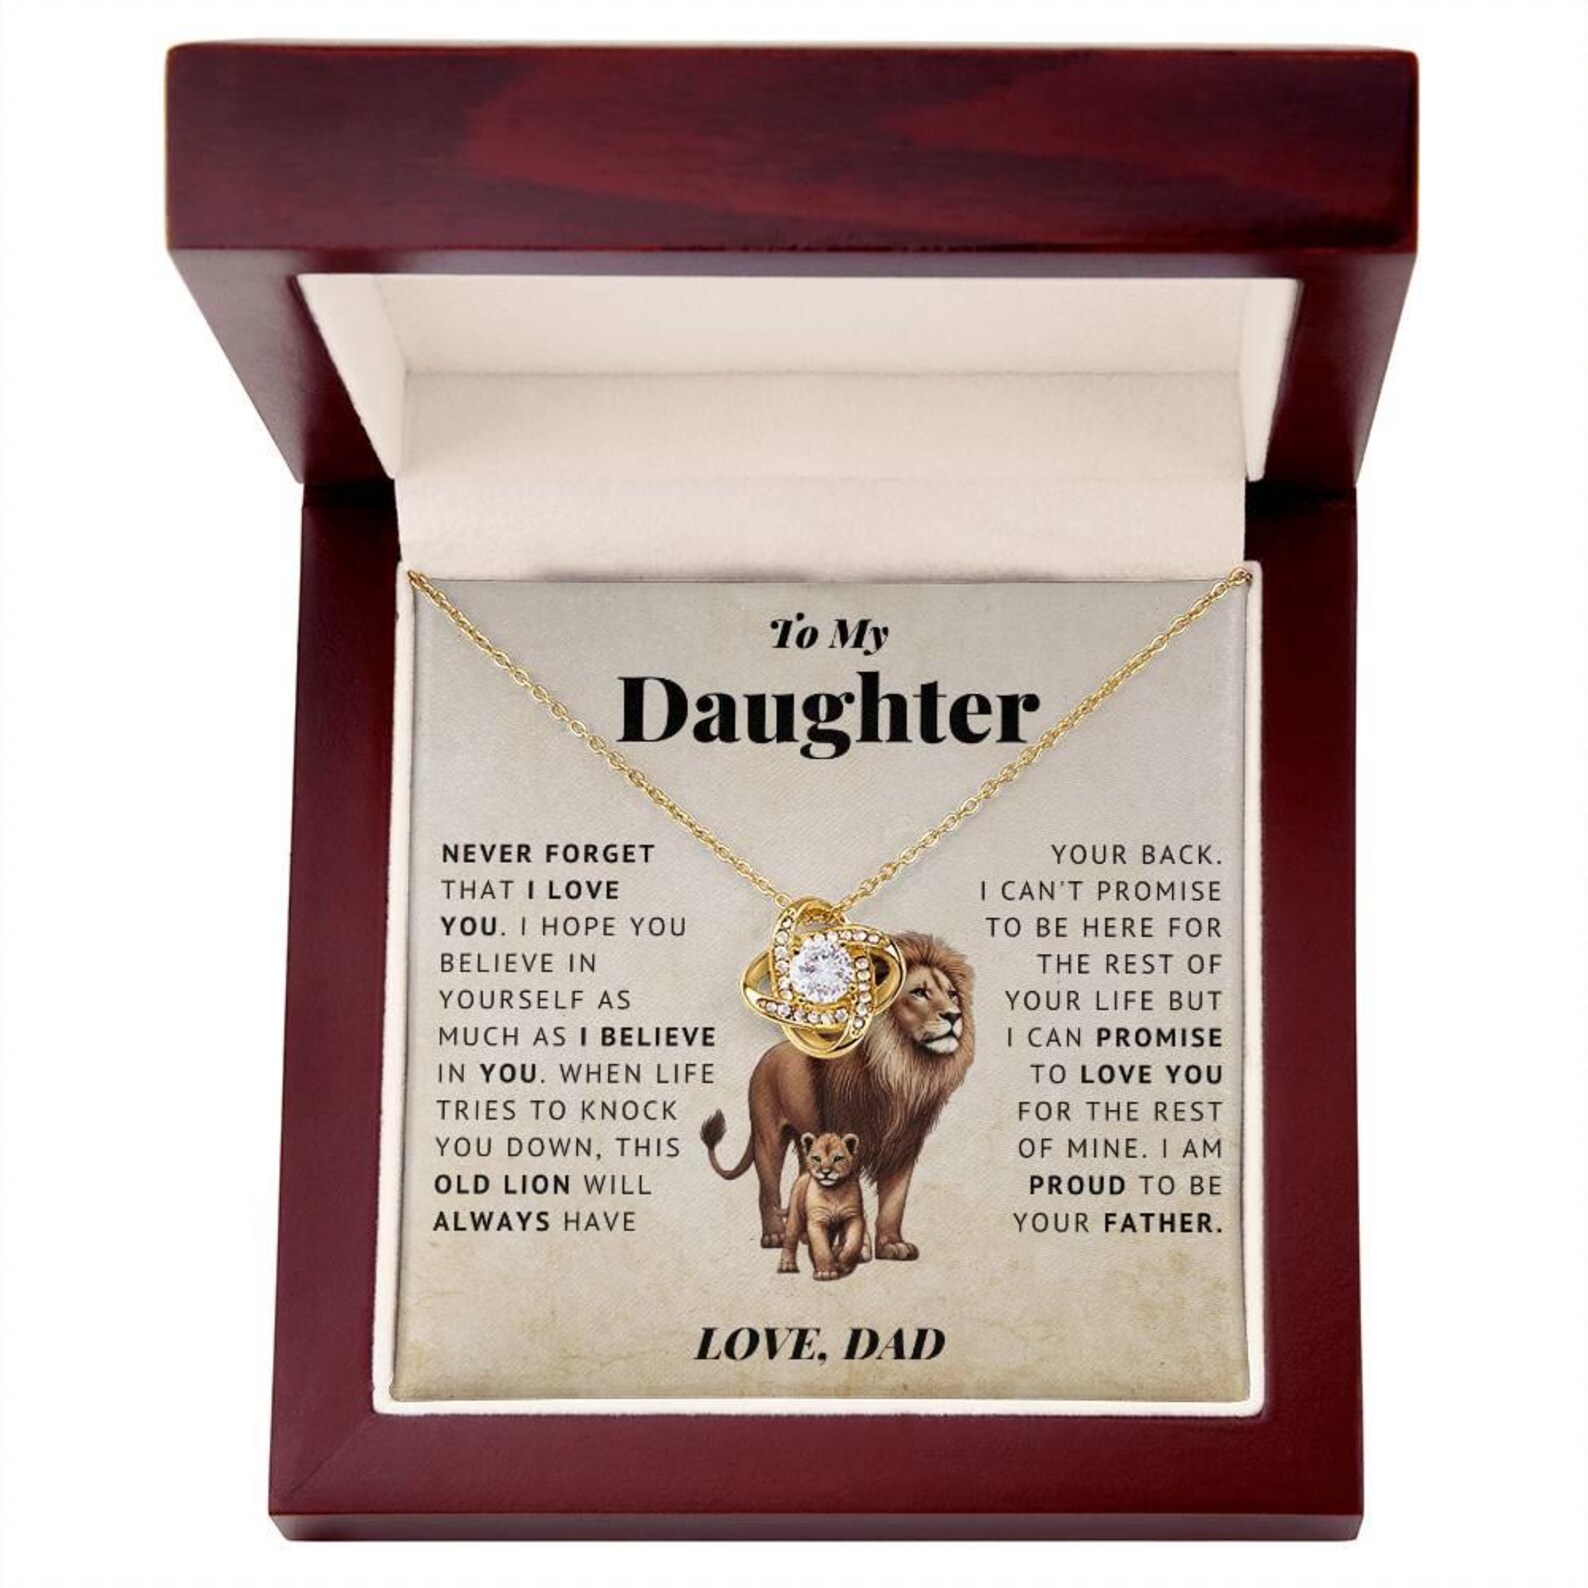 To My
Daughter
NEVER FORGET
THAT I LOVE
YOU. I HOPE YOU
BELIEVE IN
YOURSELF AS
MUCH AS I BELIEVE
IN YOU. WHEN LIFE
TRIES TO KNOCK
YOU DOWN, THIS
OLD LION WILL
ALWAYS HAVE
YOUR BACK.
I CAN'T PROMISE
TO BE HERE FOR
THE REST OF
YOUR LIFE BUT
I CAN PROMISE
TO LOVE YOU
FOR THE REST
OF MINE. I AM
PROUD TO BE
YOUR FATHER.
LOVE, DAD